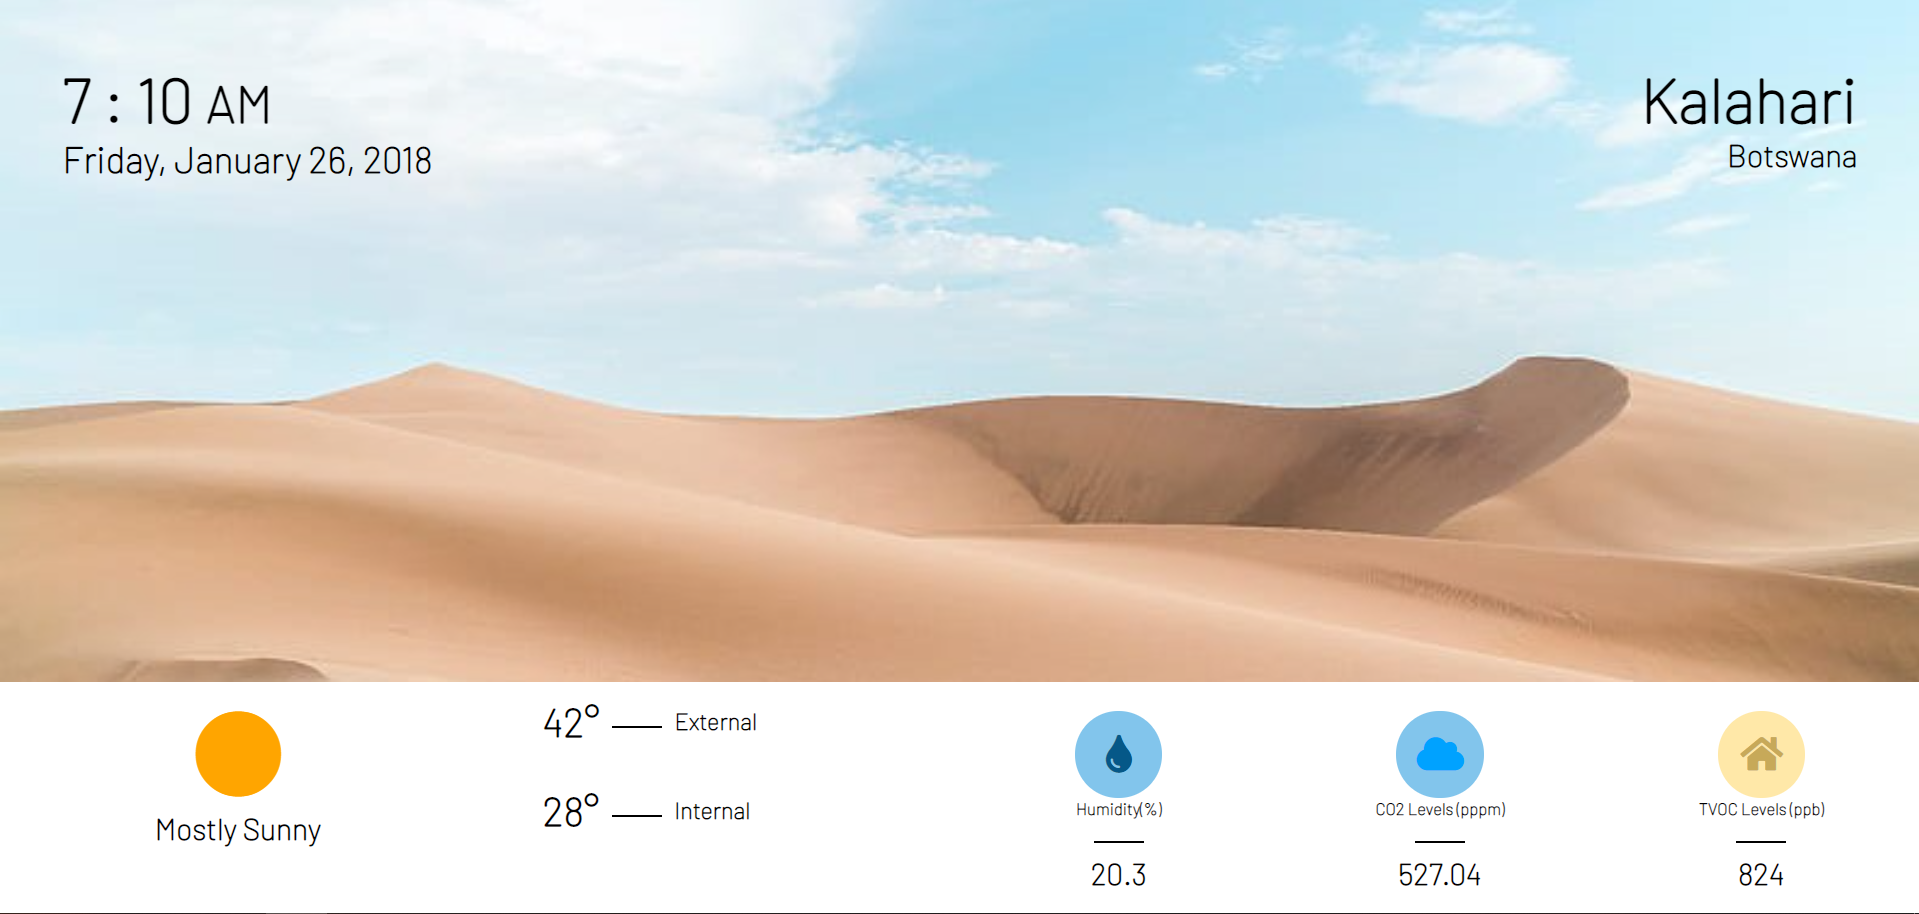 7 : 10 AM
Friday, January 26, 2018
Kalahari
Botswana
Mostly Sunny
42° External
28° Internal
Humidity(%)
20.3
CO2 Levels(pppm)
527.04
TVOC Levels(ppb)
824